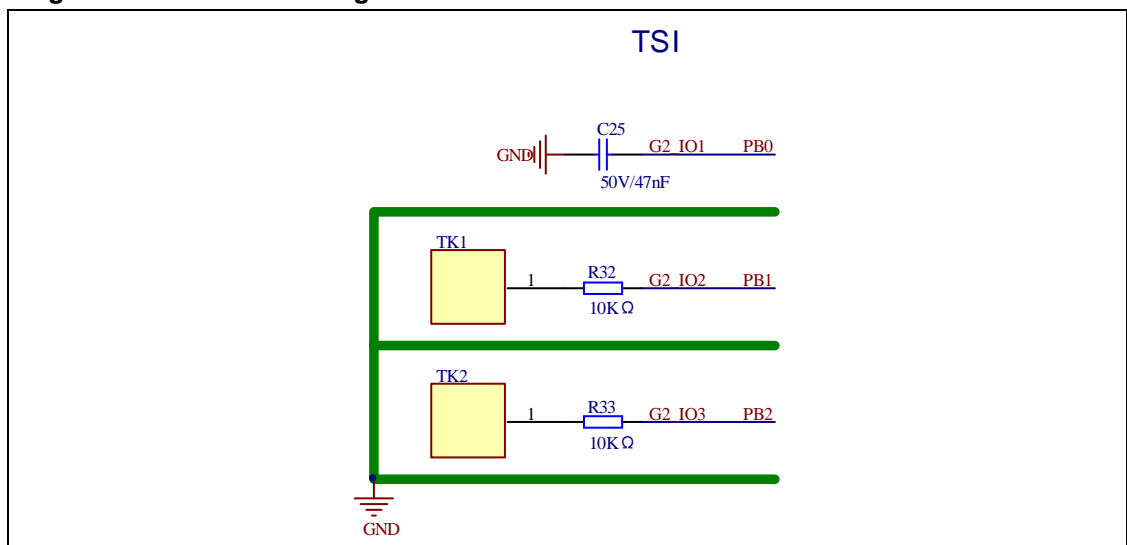 TSI
C25
GND
G2_IO1 PB0
50V/47nF
TK1
1
R32
G2_IO2 PB1
10KΩ
TK2
1
R33
G2_IO3 PB2
10KΩ
GND